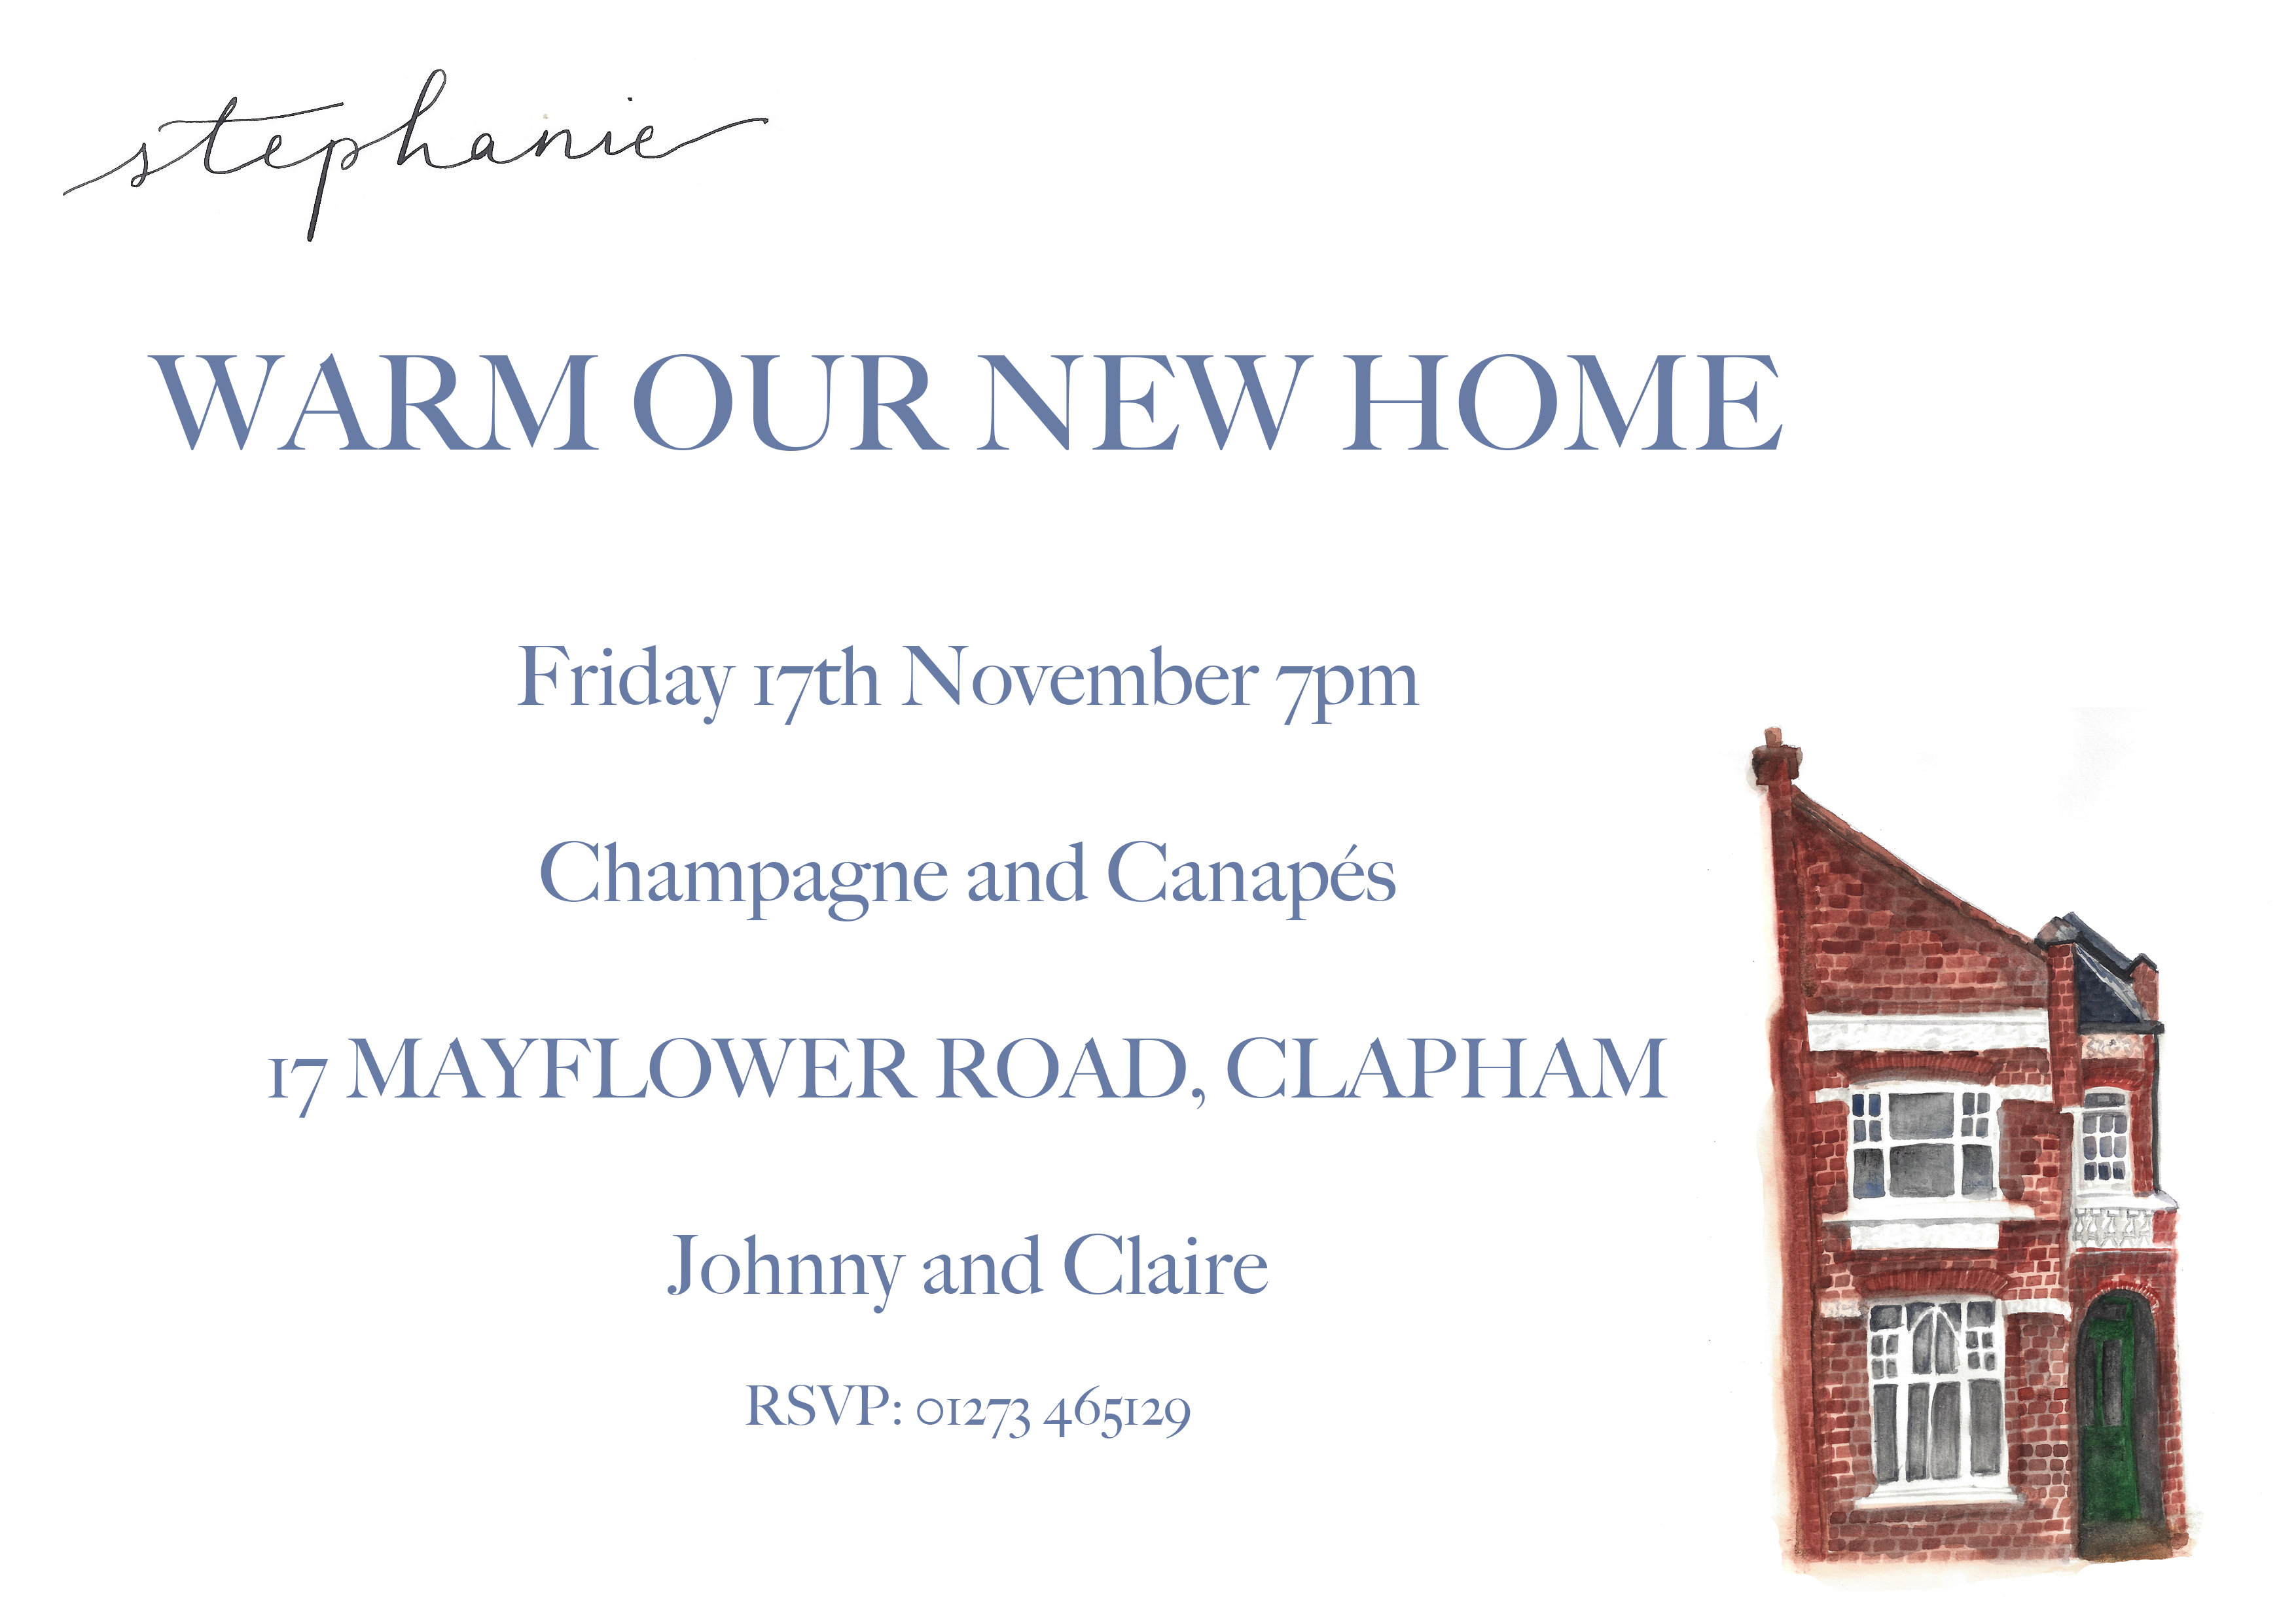 stephanie
WARM OUR NEW HOME
Friday 17th November 7pm
Champagne and Canapés
17 MAYFLOWER ROAD, CLAPHAM
Johnny and Claire
RSVP: 01273 465129